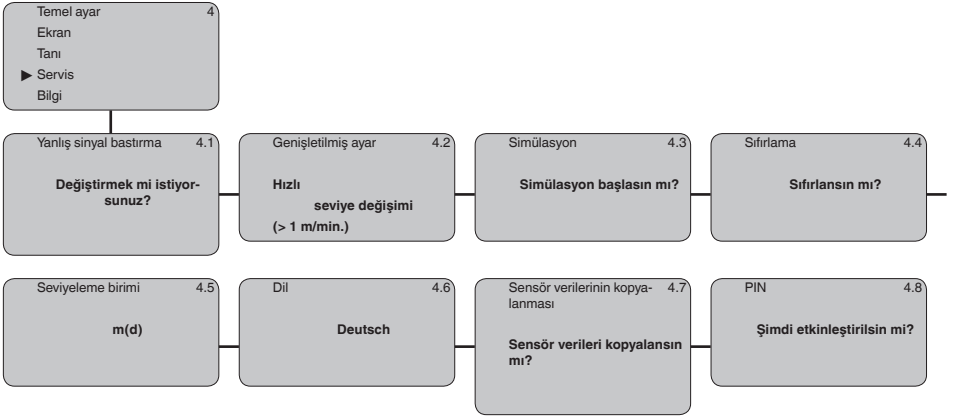 Temel ayar 4
Ekran
Tanı
▶ Servis
Bilgi
Yanlış sinyal bastırma 4.1
Değiştirmek mi istiyor-
sunuz?
Genişletilmiş ayar 4.2
Hızlı
seviye değişimi
(> 1 m/min.)
Simülasyon 4.3
Simülasyon başlasın mı?
Sıfırlama 4.4
Sıfırlansın mı?
Seviyeleme birimi 4.5
m(d)
Dil 4.6
Deutsch
Sensör verilerinin kopya- 4.7
lanması
Sensör verileri kopyalansın
mı?
PIN 4.8
Şimdi etkinleştirilsin mi?